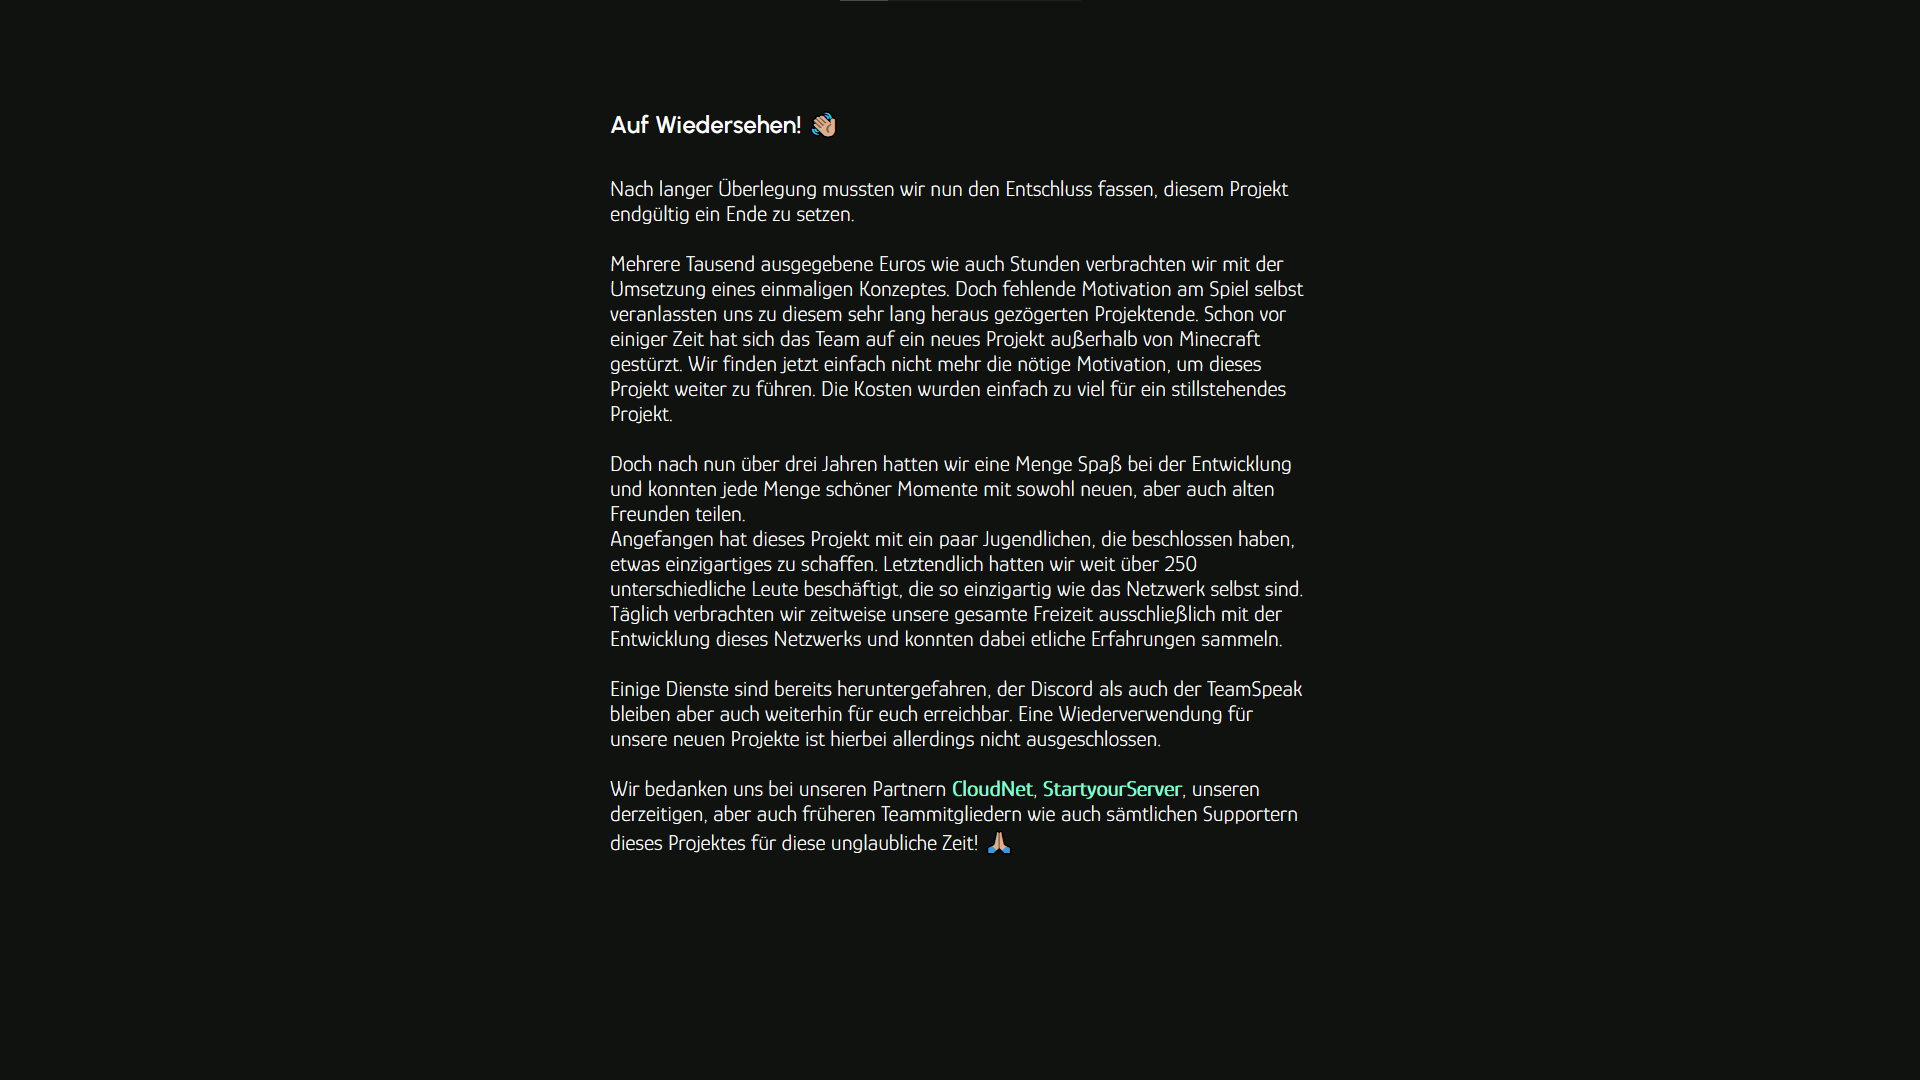 Auf Wiedersehen! 👋🏼
Nach langer Überlegung mussten wir nun den Entschluss fassen, diesem Projekt
endgültig ein Ende zu setzen.
Mehrere Tausend ausgegebene Euros wie auch Stunden verbrachten wir mit der
Umsetzung eines einmaligen Konzeptes. Doch fehlende Motivation am Spiel selbst
veranlassten uns zu diesem sehr lang heraus gezögerten Projektende. Schon vor
einiger Zeit hat sich das Team auf ein neues Projekt außerhalb von Minecraft
gestürzt. Wir finden jetzt einfach nicht mehr die nötige Motivation, um dieses
Projekt weiter zu führen. Die Kosten wurden einfach zu viel für ein stillstehendes
Projekt.
Doch nach nun über drei Jahren hatten wir eine Menge Spaß bei der Entwicklung
und konnten jede Menge schöner Momente mit sowohl neuen, aber auch alten
Freunden teilen.
Angefangen hat dieses Projekt mit ein paar Jugendlichen, die beschlossen haben,
etwas einzigartiges zu schaffen. Letztendlich hatten wir weit über 250
unterschiedliche Leute beschäftigt, die so einzigartig wie das Netzwerk selbst sind.
Täglich verbrachten wir zeitweise unsere gesamte Freizeit ausschließlich mit der
Entwicklung dieses Netzwerks und konnten dabei etliche Erfahrungen sammeln.
Einige Dienste sind bereits heruntergefahren, der Discord als auch der TeamSpeak
bleiben aber auch weiterhin für euch erreichbar. Eine Wiederverwendung für
unsere neuen Projekte ist hierbei allerdings nicht ausgeschlossen.
Wir bedanken uns bei unseren Partnern CloudNet, StartyourServer, unseren
derzeitigen, aber auch früheren Teammitgliedern wie auch sämtlichen Supportern
dieses Projektes für diese unglaubliche Zeit! 🙏🏼